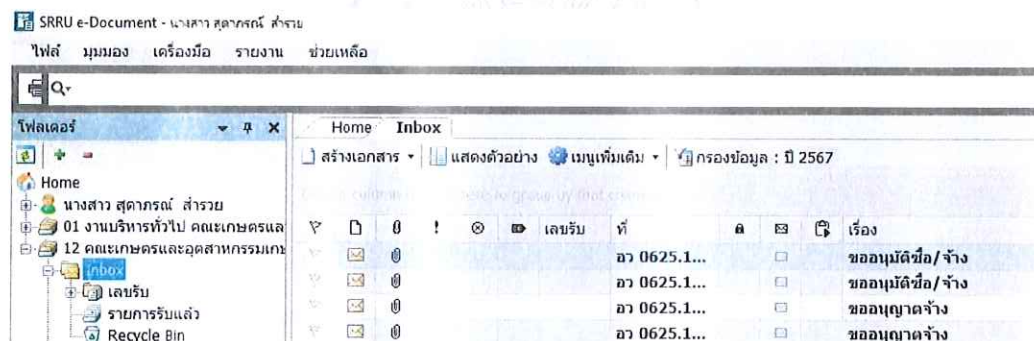 SRRU e-Document - นางสาว สุดาภรณ์ สำรวย
ไฟล์ มุมมอง เครื่องมือ รายงาน ช่วยเหลือ
โฟลเดอร์
Home Inbox
สร้างเอกสาร แสดงตัวอย่าง เมนูเพิ่มเติม กรองข้อมูล : ปี 2567
Home
นางสาว สุดาภรณ์ สำรวย
01 งานบริหารทั่วไป คณะเกษตรแล
12 คณะเกษตรและอุตสาหกรรมเกษ
Inbox
เลขรับ
รายการรับแล้ว
Recycle Bin
! เลขรับ ที่ เรื่อง
อว 0625.1... ขออนุมัติซื้อ/จ้าง
อว 0625.1... ขออนุมัติซื้อ/จ้าง
อว 0625.1... ขออนุญาตจ้าง
อว 0625.1... ขออนุญาตจ้าง